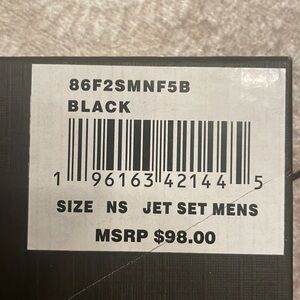 86F2SMNF5B
BLACK
1 96163 42144 5
SIZE NS JET SET MENS
MSRP $98.00